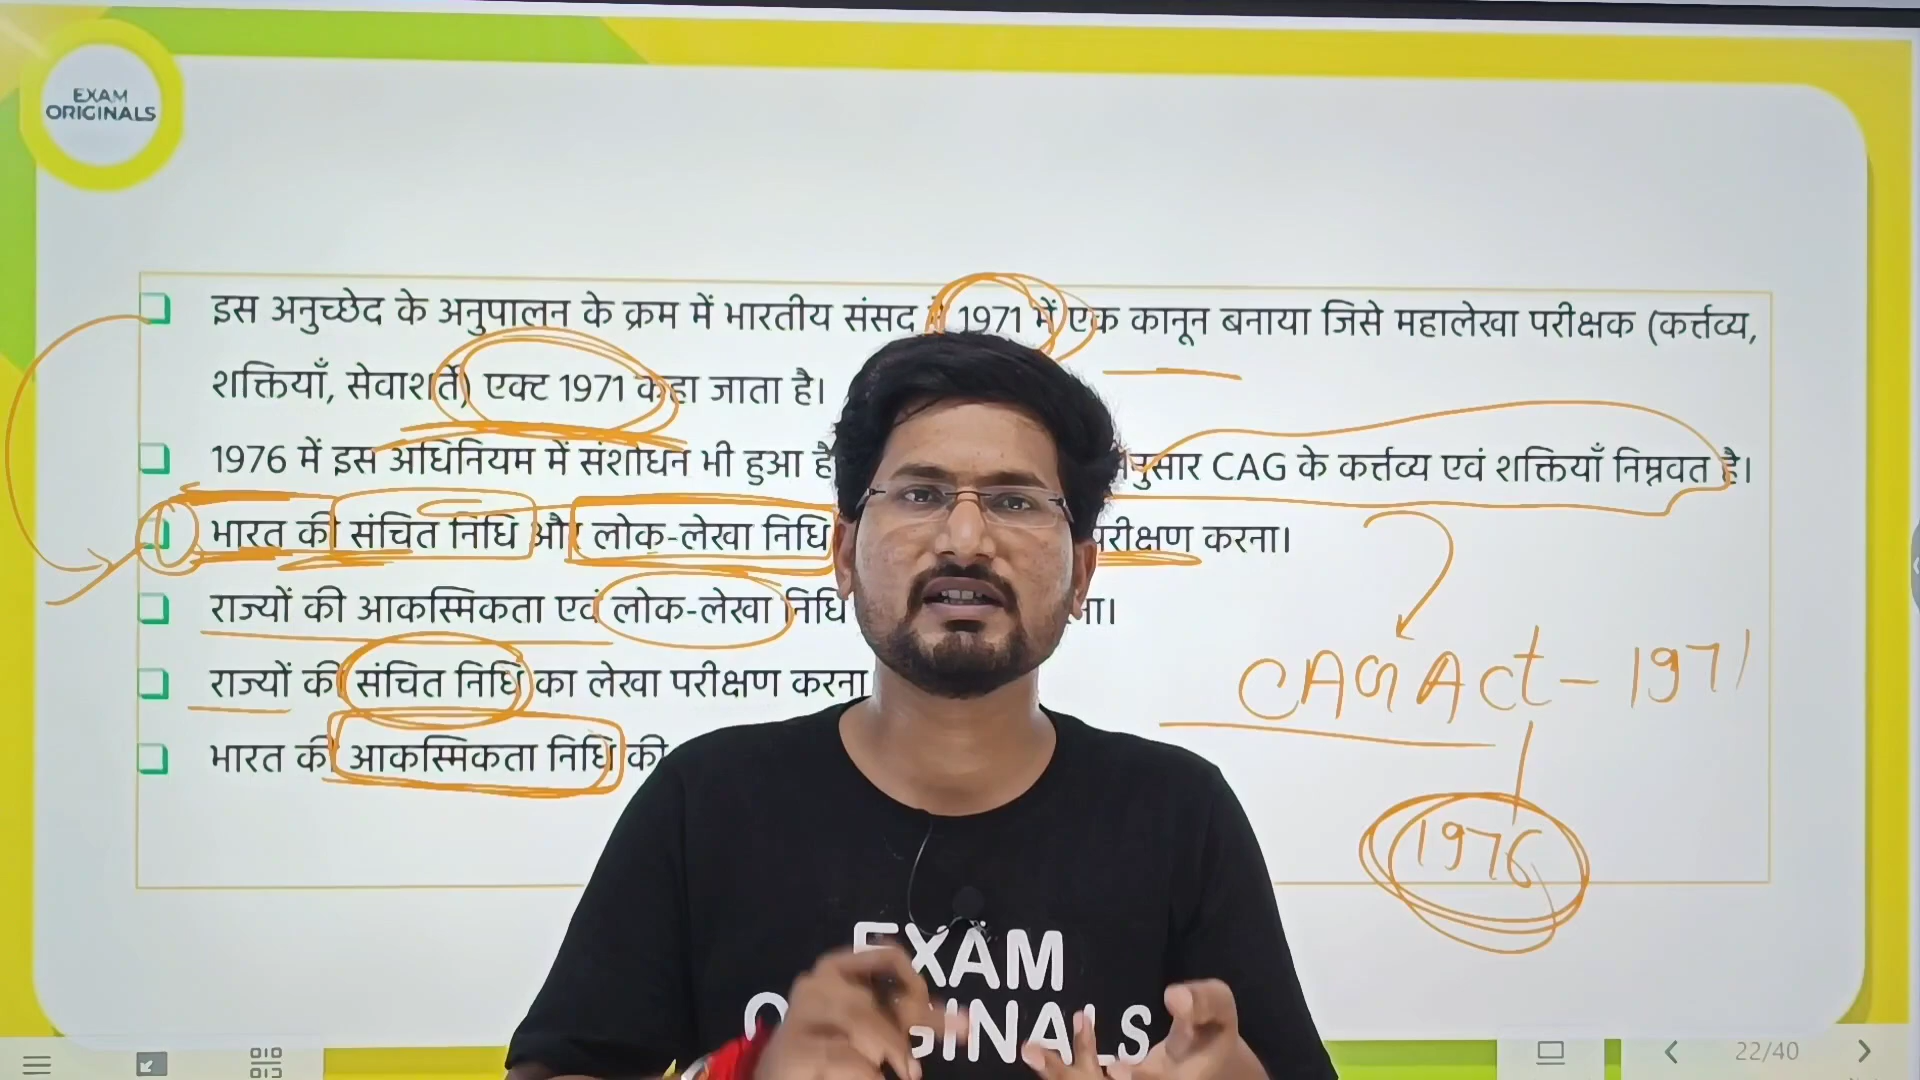 EXAM
ORIGINALS
इस अनुच्छेद के अनुपालन के क्रम में भारतीय संसद ने 1971 में एक कानून बनाया जिसे महालेखा परीक्षक (कर्त्तव्य,
शक्तियाँ, सेवाशर्ते) एक्ट 1971 कहा जाता है।
1976 में इस अधिनियम में संशोधन भी हुआ है नुसार CAG के कर्त्तव्य एवं शक्तियाँ निम्नवत है।
भारत की संचित निधि और लोक-लेखा निधि परीक्षण करना।
राज्यों की आकस्मिकता एवं लोक-लेखा निधि
राज्यों की संचित निधि का लेखा परीक्षण करना
भारत की आकस्मिकता निधि की
CAG Act - 1971
1976
EXAM
ORIGINALS
22/40